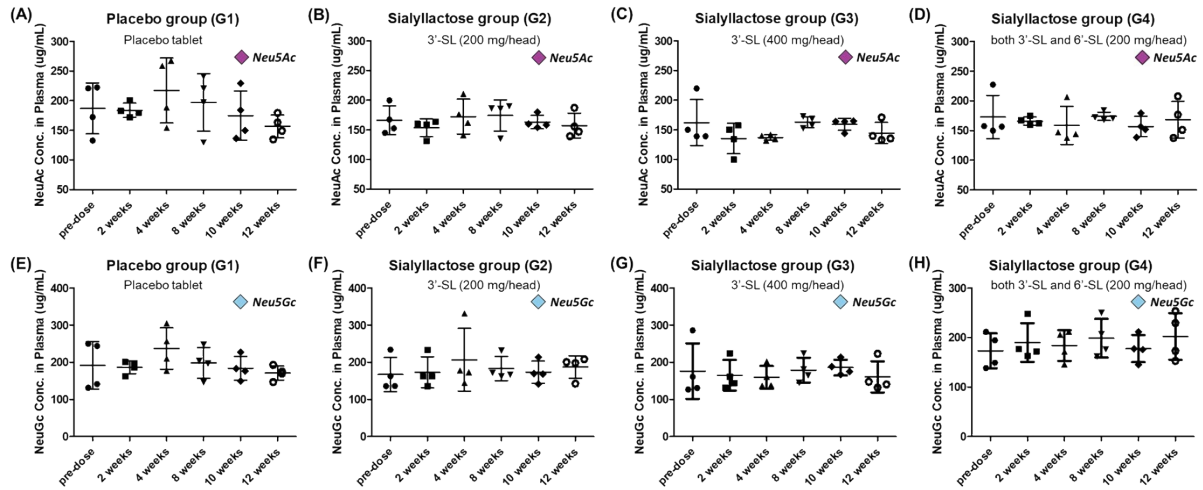 (A) Placebo group (G1)
Placebo tablet
Neu5Ac
NeuAc Conc. in Plasma (ug/mL)
300
250
200
150
100
50
pre-dose
2 weeks
4 weeks
8 weeks
10 weeks
12 weeks
(B) Sialyllactose group (G2)
3'-SL (200 mg/head)
Neu5Ac
NeuAc Conc. in Plasma (ug/mL)
300
250
200
150
100
50
pre-dose
2 weeks
4 weeks
8 weeks
10 weeks
12 weeks
(C) Sialyllactose group (G3)
3'-SL (400 mg/head)
Neu5Ac
NeuAc Conc. in Plasma (ug/mL)
300
250
200
150
100
50
pre-dose
2 weeks
4 weeks
8 weeks
10 weeks
12 weeks
(D) Sialyllactose group (G4)
both 3'-SL and 6'-SL (200 mg/head)
Neu5Ac
NeuAc Conc. in Plasma (ug/mL)
300
250
200
150
100
50
pre-dose
2 weeks
4 weeks
8 weeks
10 weeks
12 weeks
(E) Placebo group (G1)
Placebo tablet
Neu5Gc
NeuGc Conc. in Plasma (ug/mL)
400
300
200
100
0
pre-dose
2 weeks
4 weeks
8 weeks
10 weeks
12 weeks
(F) Sialyllactose group (G2)
3'-SL (200 mg/head)
Neu5Gc
NeuGc Conc. in Plasma (ug/mL)
400
300
200
100
0
pre-dose
2 weeks
4 weeks
8 weeks
10 weeks
12 weeks
(G) Sialyllactose group (G3)
3'-SL (400 mg/head)
Neu5Gc
NeuGc Conc. in Plasma (ug/mL)
400
300
200
100
0
pre-dose
2 weeks
4 weeks
8 weeks
10 weeks
12 weeks
(H) Sialyllactose group (G4)
both 3'-SL and 6'-SL (200 mg/head)
Neu5Gc
NeuGc Conc. in Plasma (ug/mL)
300
200
100
0
pre-dose
2 weeks
4 weeks
8 weeks
10 weeks
12 weeks